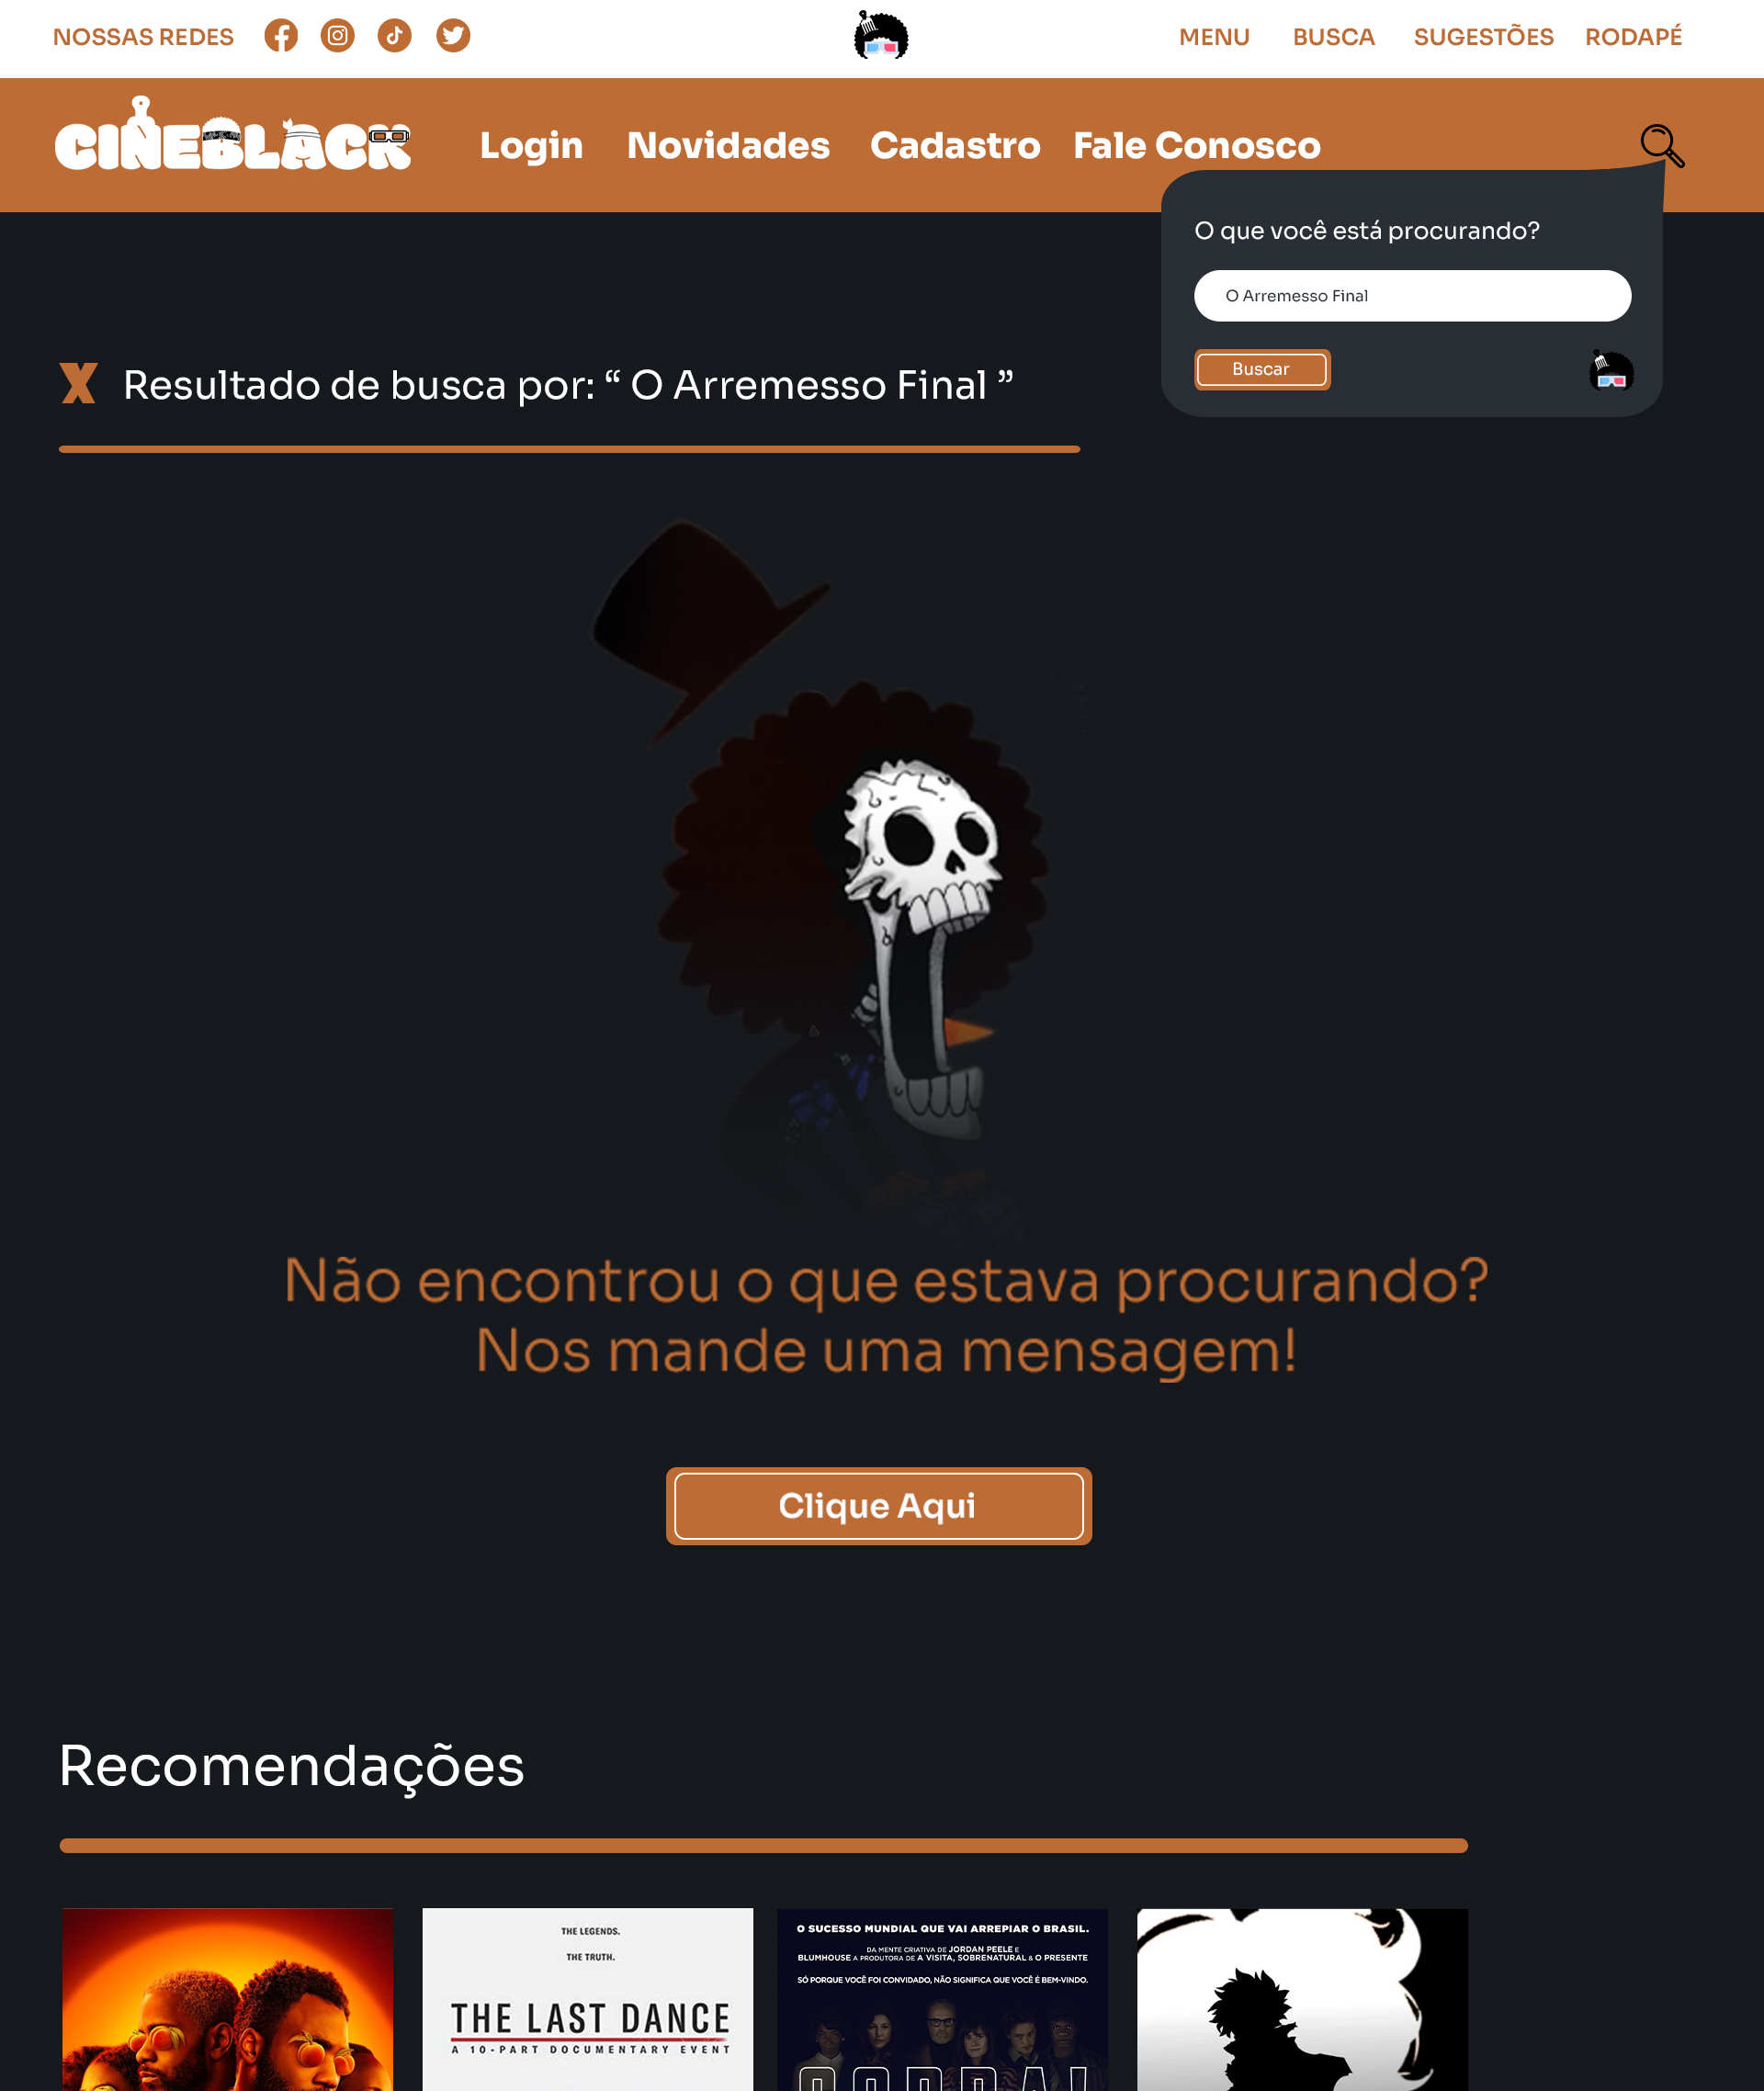 NOSSAS REDES
MENU BUSCA SUGESTÕES RODAPÉ
CINEBLACK
Login Novidades Cadastro Fale Conosco
O que você está procurando?
O Arremesso Final
Buscar
X Resultado de busca por: “ O Arremesso Final ”
Não encontrou o que estava procurando?
Nos mande uma mensagem!
Clique Aqui
Recomendações
THE LEGENDS.
THE TRUTH.
THE LAST DANCE
A 10-PART DOCUMENTARY EVENT
O SUCESSO MUNDIAL QUE VAI ARREPIAR O BRASIL.
DA MENTE CRIATIVA DE JORDAN PEELE E
BLUMHOUSE A PRODUTORA DE A VISITA, SOBRENATURAL & O PRESENTE
SÓ PORQUE VOCÊ FOI CONVIDADO, NÃO SIGNIFICA QUE VOCÊ É BEM-VINDO.